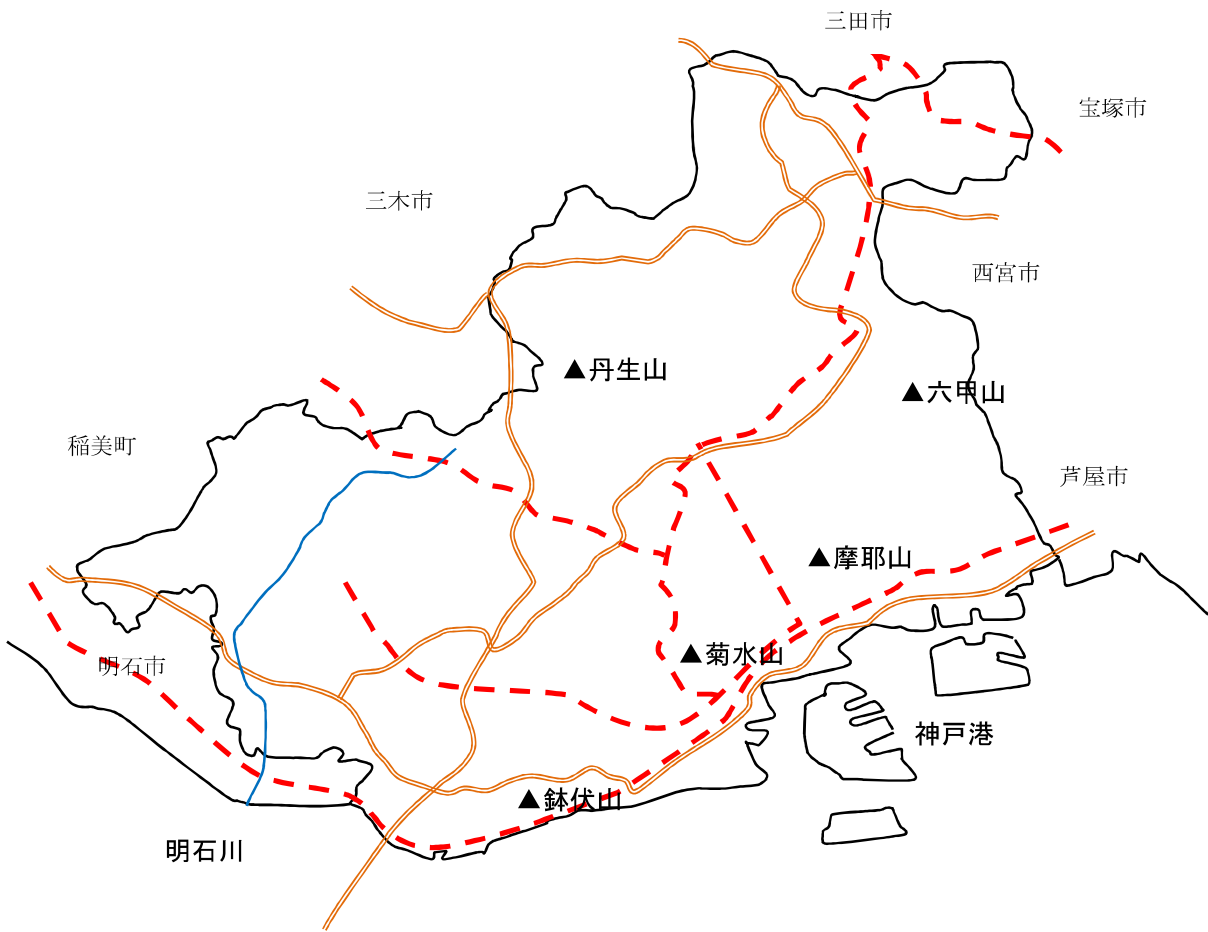 三田市
宝塚市
三木市
西宮市
▲丹生山
▲六甲山
稲美町
芦屋市
▲摩耶山
▲菊水山
明石市
神戸港
▲鉢伏山
明石川